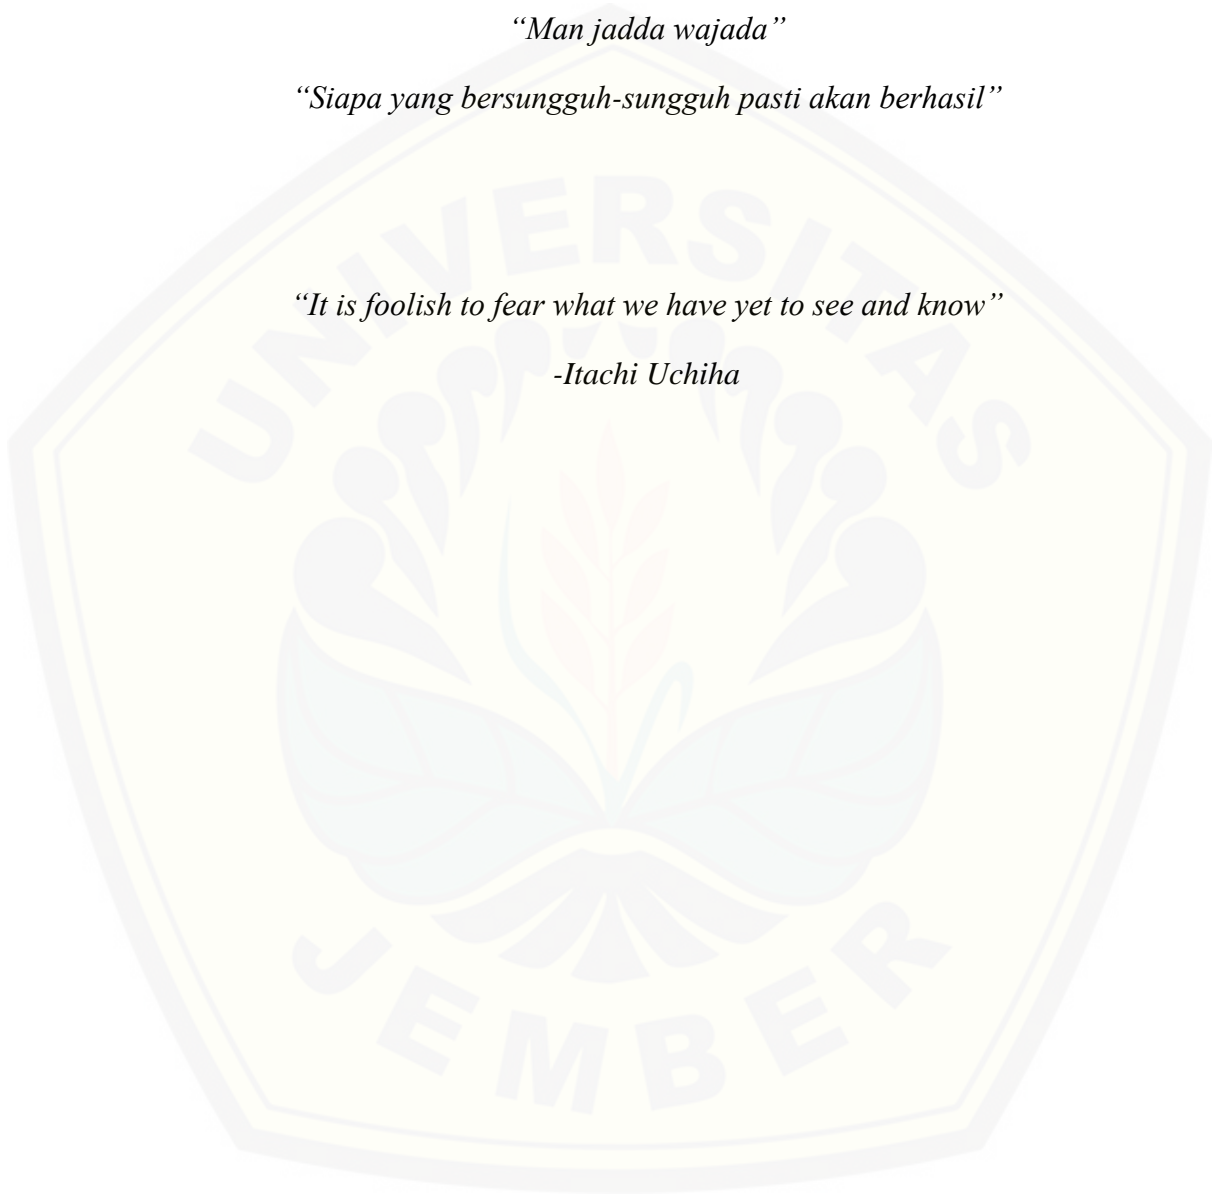 “Man jadda wajada”
“Siapa yang bersungguh-sungguh pasti akan berhasil”
“It is foolish to fear what we have yet to see and know”
-Itachi Uchiha
UNIVERSITAS
JEMBER